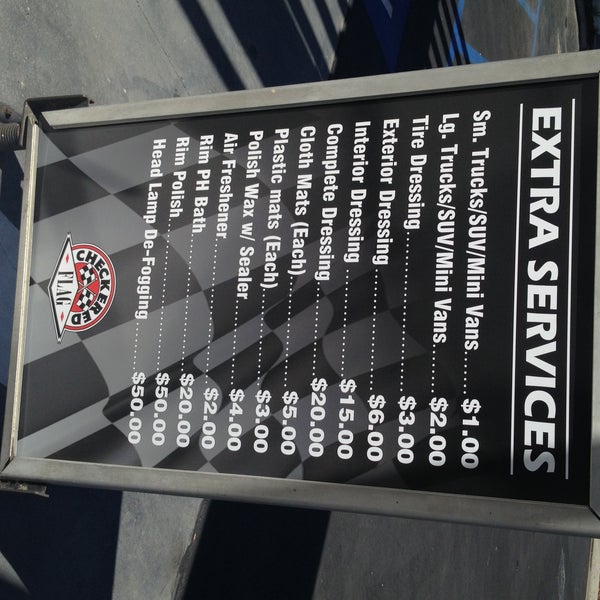 EXTRA SERVICES
Sm. Trucks/SUV/Mini Vans..... $1.00
Lg. Trucks/SUV/Mini Vans...... $2.00
Tire Dressing........................ $3.00
Exterior Dressing.................. $6.00
Interior Dressing................... $15.00
Complete Dressing................ $20.00
Cloth Mats (Each)................. $5.00
Plastic mats (Each)............... $3.00
Polish Wax w/ Sealer............. $4.00
Air Freshener........................ $2.00
Rim PH Bath......................... $20.00
Rim Polish............................ $50.00
Head Lamp De-Fogging........ $50.00
CHECKERED
FLAG